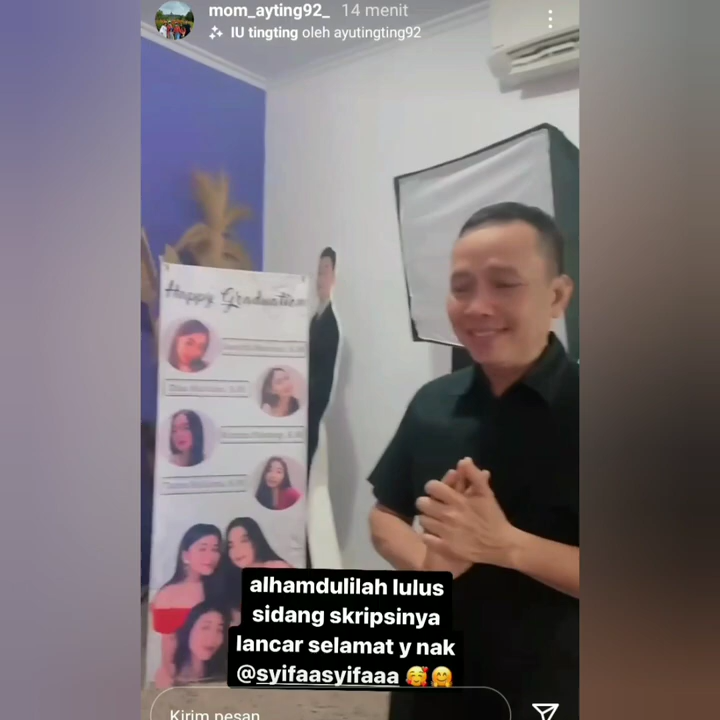 mom_ayting92_ 14 menit
IU tingting oleh ayutingting92
Happy Graduation
alhamdulilah lulus
sidang skripsinya
lancar selamat y nak
@syifaasyifaaa 🥰🤗
Kirim pesan